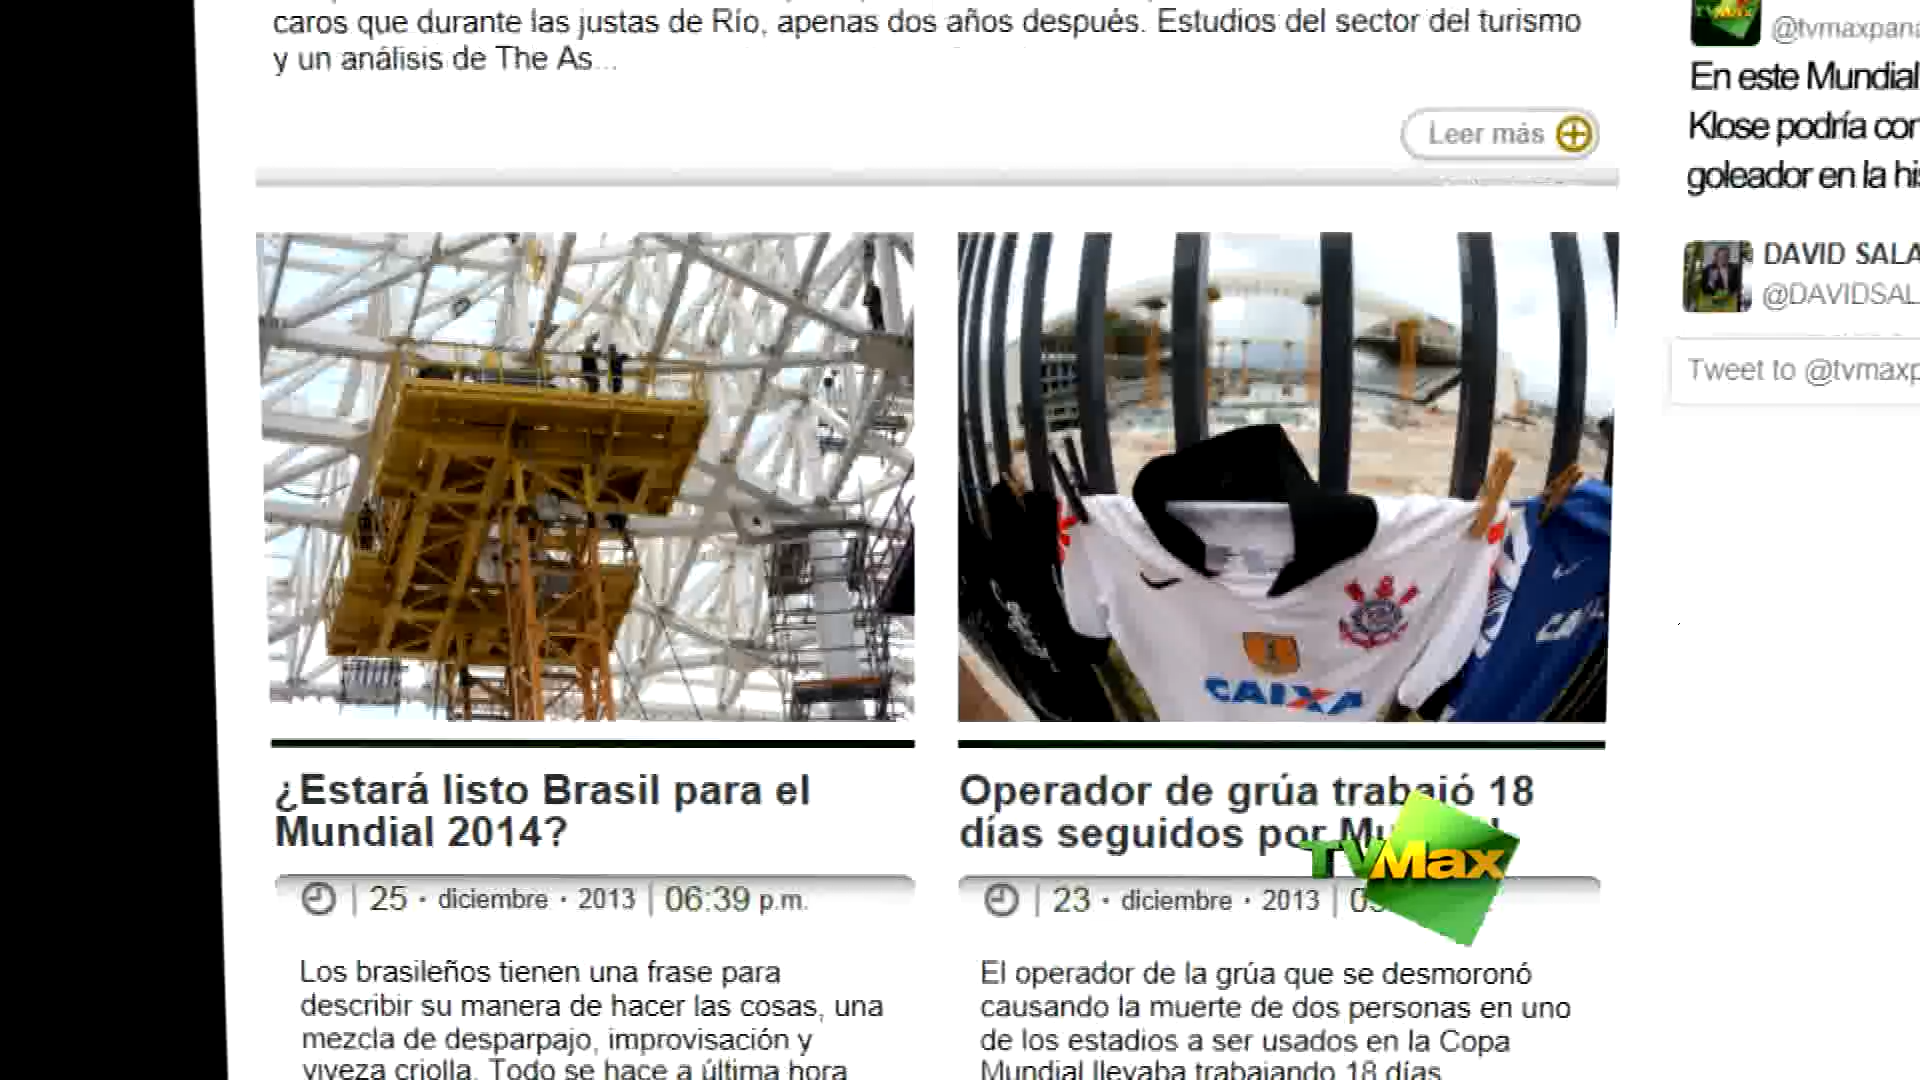 caros que durante las justas de Río, apenas dos años después. Estudios del sector del turismo
y un análisis de The As...
Leer más
¿Estará listo Brasil para el
Mundial 2014?
25 · diciembre · 2013 | 06:39 p.m.
Los brasileños tienen una frase para
describir su manera de hacer las cosas, una
mezcla de desparpajo, improvisación y
viveza criolla. Todo se hace a última hora
CAIXA
Operador de grúa trabajó 18
días seguidos por
23 · diciembre · 2013
TVMax
El operador de la grúa que se desmoronó
causando la muerte de dos personas en uno
de los estadios a ser usados en la Copa
Mundial llevaba trabajando 18 días
@tvmaxpana
En este Mundial
Klose podría
goleador en la
DAVID SALA
@DAVIDSAL
Tweet to @tvmaxp